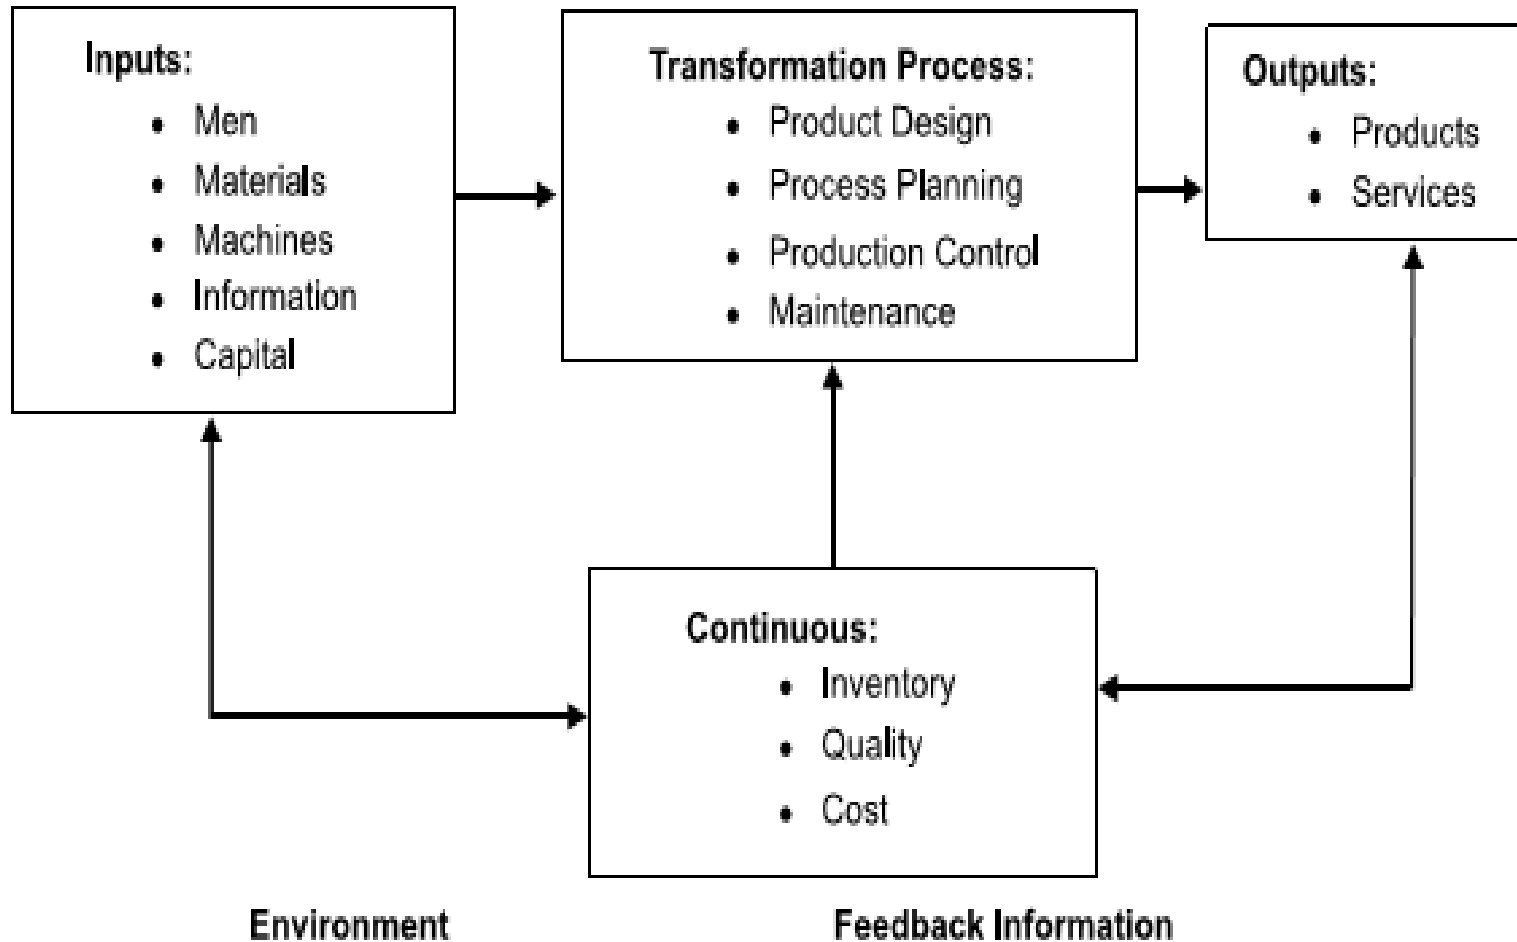 Inputs:
• Men
• Materials
• Machines
• Information
• Capital
Transformation Process:
• Product Design
• Process Planning
• Production Control
• Maintenance
Outputs:
• Products
• Services
Continuous:
• Inventory
• Quality
• Cost
Environment
Feedback Information